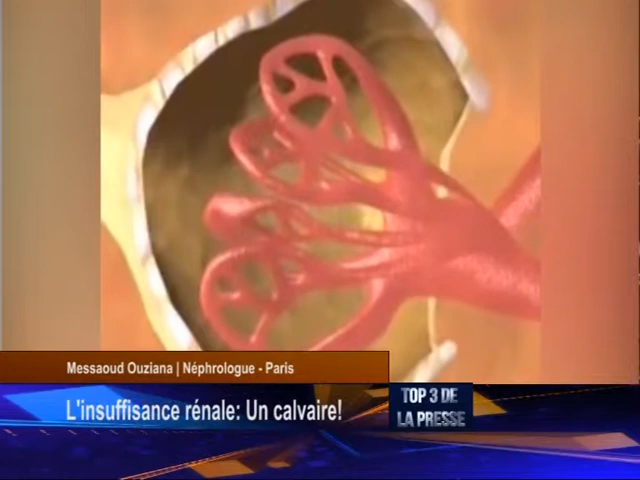 Messaoud Ouziana | Néphrologue - Paris
L'insuffisance rénale: Un calvaire!
TOP 3 DE
LA PRESSE